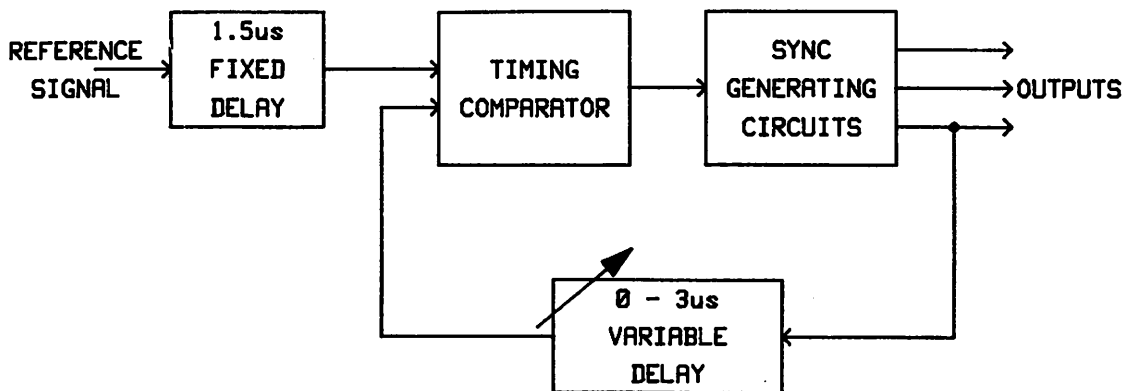 REFERENCE
SIGNAL
1.5us
FIXED
DELAY
TIMING
COMPARATOR
SYNC
GENERATING
CIRCUITS
OUTPUTS
0 - 3us
VARIABLE
DELAY